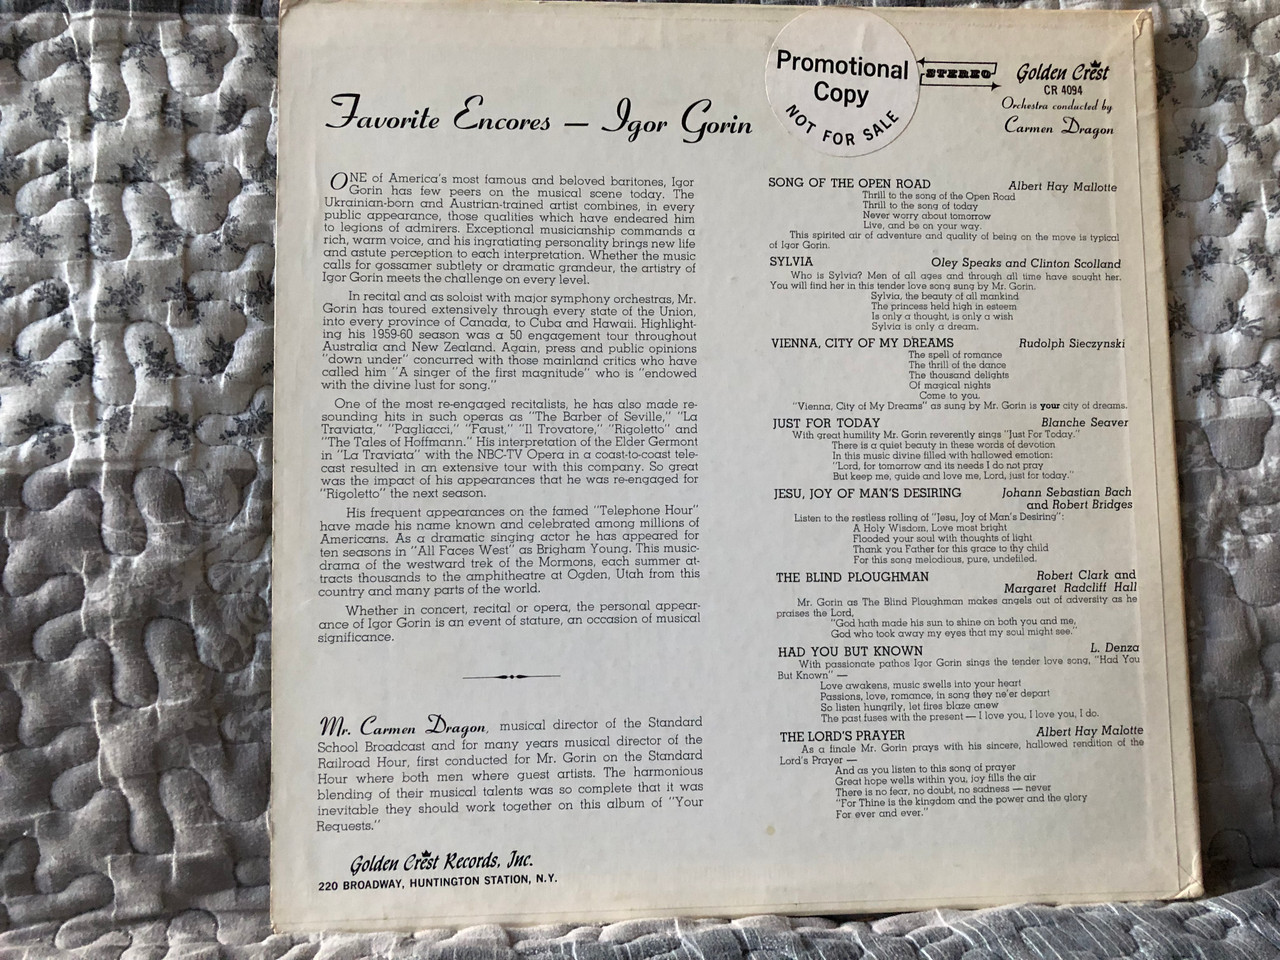 Promotional
Copy
NOT FOR SALE
STEREO
Golden Crest
CR 4094
Orchestra conducted by
Carmen Dragon
Favorite Encores — Igor Gorin
ONE of America's most famous and beloved baritones, Igor
Gorin has few peers on the musical scene today. The
Ukrainian-born and Austrian-trained artist combines, in every
public appearance, those qualities which have endeared him
to legions of admirers. Exceptional musicianship commands a
rich, warm voice, and his ingratiating personality brings new life
and astute perception to each interpretation. Whether the music
calls for gossamer subtlety or dramatic grandeur, the artistry of
Igor Gorin meets the challenge on every level.
In recital and as soloist with major symphony orchestras, Mr.
Gorin has toured extensively through every state of the Union,
into every province of Canada, to Cuba and Hawaii. Highlight-
ing his 1959-60 season was a 50 engagement tour throughout
Australia and New Zealand. Again, press and public opinions
"down under" concurred with those mainland critics who have
called him "A singer of the first magnitude" who is "endowed
with the divine lust for song."
One of the most re-engaged recitalists, he has also made re-
sounding hits in such operas as "The Barber of Seville," "La
Traviata," "Pagliacci," "Faust," "Il Trovatore," "Rigoletto" and
"The Tales of Hoffmann." His interpretation of the Elder Germont
in "La Traviata" with the NBC-TV Opera in a coast-to-coast tele-
cast resulted in an extensive tour with this company. So great
was the impact of his appearances that he was re-engaged for
"Rigoletto" the next season.
His frequent appearances on the famed "Telephone Hour"
have made his name known and celebrated among millions of
Americans. As a dramatic singing actor he has appeared for
ten seasons in "All Faces West" as Brigham Young. This music-
drama of the westward trek of the Mormons, each summer at-
tracts thousands to the amphitheatre at Ogden, Utah from this
country and many parts of the world.
Whether in concert, recital or opera, the personal appear-
ance of Igor Gorin is an event of stature, an occasion of musical
significance.
Mr. Carmen Dragon, musical director of the Standard
School Broadcast and for many years musical director of the
Railroad Hour, first conducted for Mr. Gorin on the Standard
Hour where both men where guest artists. The harmonious
blending of their musical talents was so complete that it was
inevitable they should work together on this album of "Your
Requests."
Golden Crest Records, Inc.
220 BROADWAY, HUNTINGTON STATION, N.Y.
SONG OF THE OPEN ROAD Albert Hay Mallotte
Thrill to the song of the Open Road
Thrill to the song of today
Never worry about tomorrow
Live, and be on your way.
This spirited air of adventure and quality of being on the move is typical
of Igor Gorin.
SYLVIA Oley Speaks and Clinton Scolland
Who is Sylvia? Men of all ages and through all time have sought her.
You will find her in this tender love song sung by Mr. Gorin.
Sylvia, the beauty of all mankind
The princess held high in esteem
Is only a thought, is only a wish
Sylvia is only a dream.
VIENNA, CITY OF MY DREAMS Rudolph Sieczynski
The spell of romance
The thrill of the dance
The thousand delights
Of magical nights
Come to you.
"Vienna, City of My Dreams" as sung by Mr. Gorin is your city of dreams.
JUST FOR TODAY Blanche Seaver
With great humility Mr. Gorin reverently sings "Just For Today."
There is a quiet beauty in these words of devotion
In this music divine filled with hallowed emotion:
"Lord, for tomorrow and its needs I do not pray
But keep me, guide and love me, Lord, just for today."
JESU, JOY OF MAN'S DESIRING Johann Sebastian Bach
and Robert Bridges
Listen to the restless rolling of "Jesu, Joy of Man's Desiring":
A Holy Wisdom, Love most bright
Flooded your soul with thoughts of light
Thank you Father for this grace to thy child
For this song melodious, pure, undefiled.
THE BLIND PLOUGHMAN Robert Clark and
Margaret Radcliff Hall
Mr. Gorin as The Blind Ploughman makes angels out of adversity as he
praises the Lord,
"God hath made his sun to shine on both you and me,
God who took away my eyes that my soul might see."
HAD YOU BUT KNOWN L. Denza
With passionate pathos Igor Gorin sings the tender love song, "Had You
But Known" —
Love awakens, music swells into your heart
Passions, love, romance, in song they ne'er depart
So listen hungrily, let fires blaze anew
The past fuses with the present — I love you, I love you, I do.
THE LORD'S PRAYER Albert Hay Malotte
As a finale Mr. Gorin prays with his sincere, hallowed rendition of the
Lord's Prayer —
And as you listen to this song of prayer
Great hope wells within you, joy fills the air
There is no fear, no doubt, no sadness — never
"For Thine is the kingdom and the power and the glory
For ever and ever."